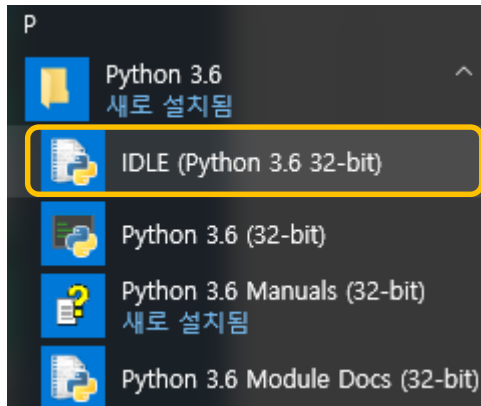 P
Python 3.6
새로 설치됨
IDLE (Python 3.6 32-bit)
Python 3.6 (32-bit)
Python 3.6 Manuals (32-bit)
새로 설치됨
Python 3.6 Module Docs (32-bit)